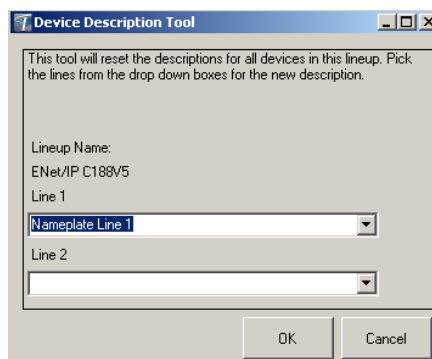 Device Description Tool
This tool will reset the descriptions for all devices in this lineup. Pick
the lines from the drop down boxes for the new description.
Lineup Name:
ENet/IP C188V5
Line 1
Nameplate Line 1
Line 2
OK Cancel